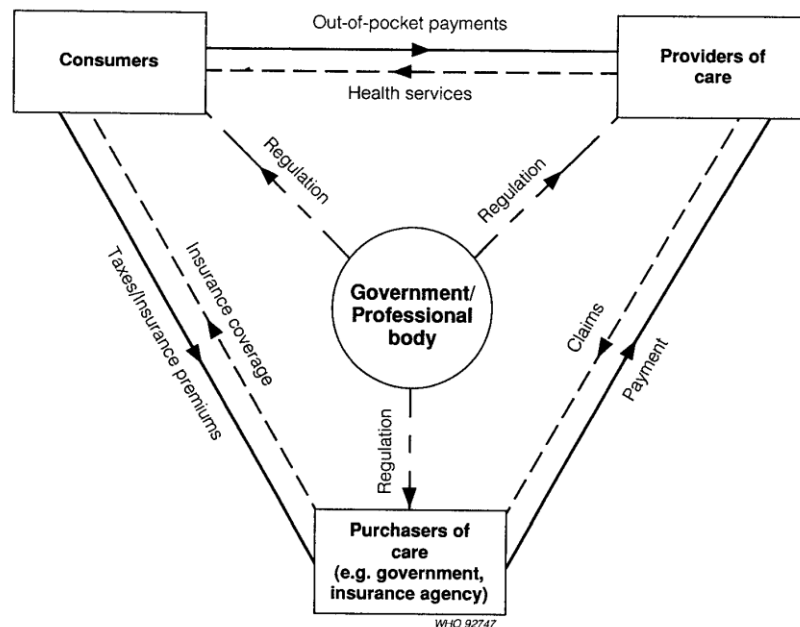 Out-of-pocket payments
Consumers
Providers of
care
Health services
Regulation
Regulation
Taxes/Insurance premiums
Insurance coverage
Government/
Professional
body
Claims
Payment
Regulation
Purchasers of
care
(e.g. government,
insurance agency)
WHO 92747